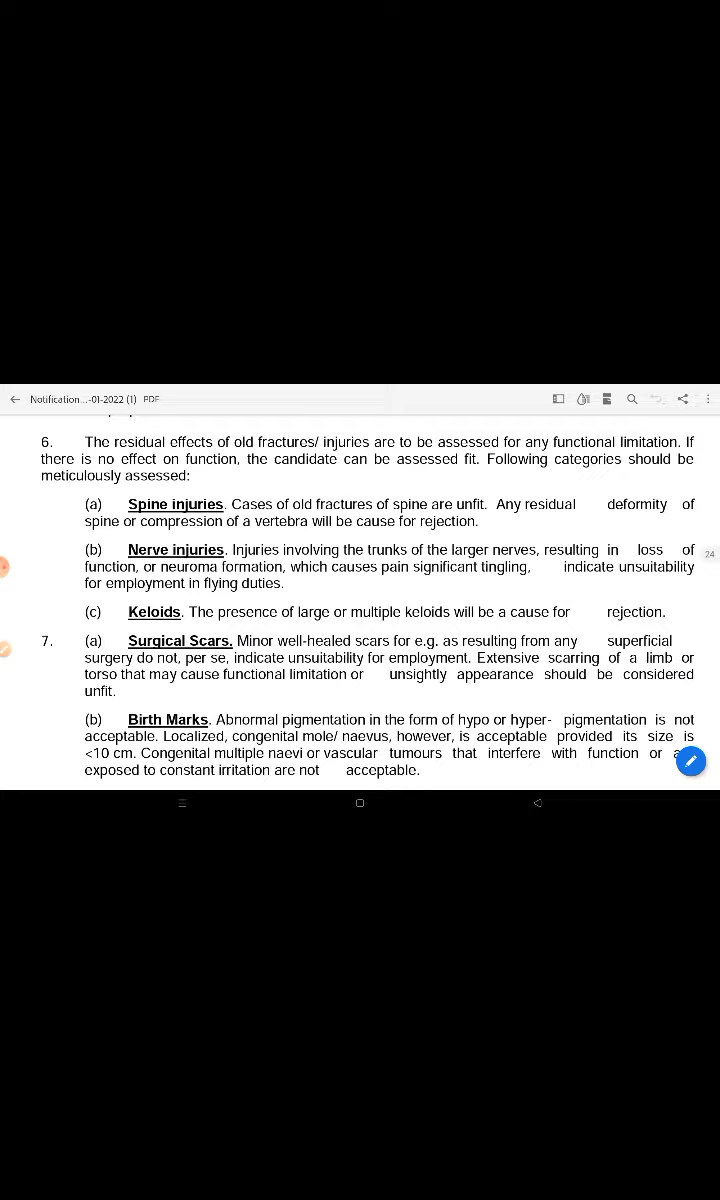 Notification...-01-2022 (1) PDF
6. The residual effects of old fractures/ injuries are to be assessed for any functional limitation. If
there is no effect on function, the candidate can be assessed fit. Following categories should be
meticulously assessed:
(a) Spine injuries. Cases of old fractures of spine are unfit. Any residual deformity of
spine or compression of a vertebra will be cause for rejection.
(b) Nerve injuries. Injuries involving the trunks of the larger nerves, resulting in loss of
function, or neuroma formation, which causes pain significant tingling, indicate unsuitability
for employment in flying duties.
24
(c) Keloids. The presence of large or multiple keloids will be a cause for rejection.
7. (a) Surgical Scars. Minor well-healed scars for e.g. as resulting from any superficial
surgery do not, per se, indicate unsuitability for employment. Extensive scarring of a limb or
torso that may cause functional limitation or unsightly appearance should be considered
unfit.
(b) Birth Marks. Abnormal pigmentation in the form of hypo or hyper- pigmentation is not
acceptable. Localized, congenital mole/ naevus, however, is acceptable provided its size is
<10 cm. Congenital multiple naevi or vascular tumours that interfere with function or
exposed to constant irritation are not acceptable.